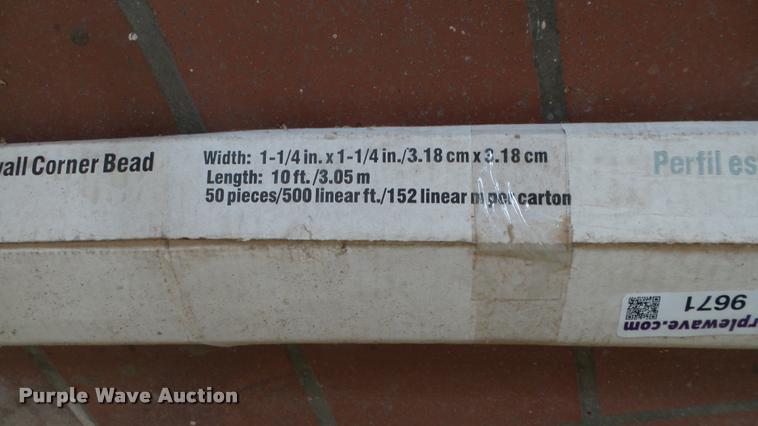 wall Corner Bead
Width: 1-1/4 in. x 1-1/4 in./3.18 cm x 3.18 cm
Length: 10 ft./3.05 m
50 pieces/500 linear ft./152 linear m per carton
Perfil es
9671
rplewave.com
Purple Wave Auction